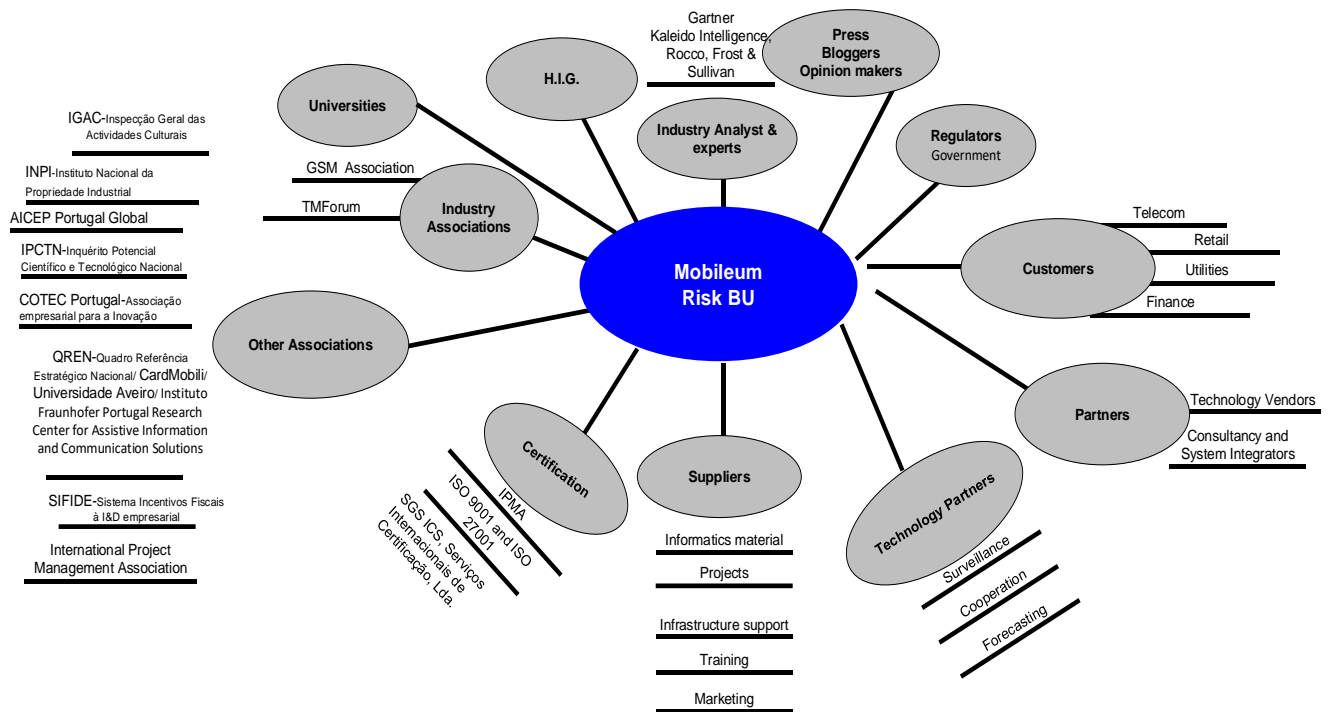 Gartner
Kaleido Intelligence,
Rocco, Frost &
Sullivan
Press
Bloggers
Opinion makers
H.I.G.
Universities
Industry Analyst &
experts
Regulators
Government
IGAC-Inspecção Geral das
Actividades Culturais
INPI-Instituto Nacional da
Propriedade Industrial
AICEP Portugal Global
IPCTN-Inquérito Potencial
Científico e Tecnológico Nacional
COTEC Portugal-Associação
empresarial para a Inovação
QREN-Quadro Referência
Estratégico Nacional/ CardMobili/
Universidade Aveiro/ Instituto
Fraunhofer Portugal Research
Center for Assistive Information
and Communication Solutions
SIFIDE-Sistema Incentivos Fiscais
à I&D empresarial
International Project
Management Association
GSM Association
TMForum
Industry
Associations
Other Associations
Mobileum
Risk BU
Customers
Telecom
Retail
Utilities
Finance
Partners
Technology Vendors
Consultancy and
System Integrators
Certification
IPMA
ISO 9001 and ISO
27001
SGS ICS, Serviços
Internacionais de
Certificação, Lda.
Suppliers
Informatics material
Projects
Infrastructure support
Training
Marketing
Technology Partners
Surveillance
Cooperation
Forecasting